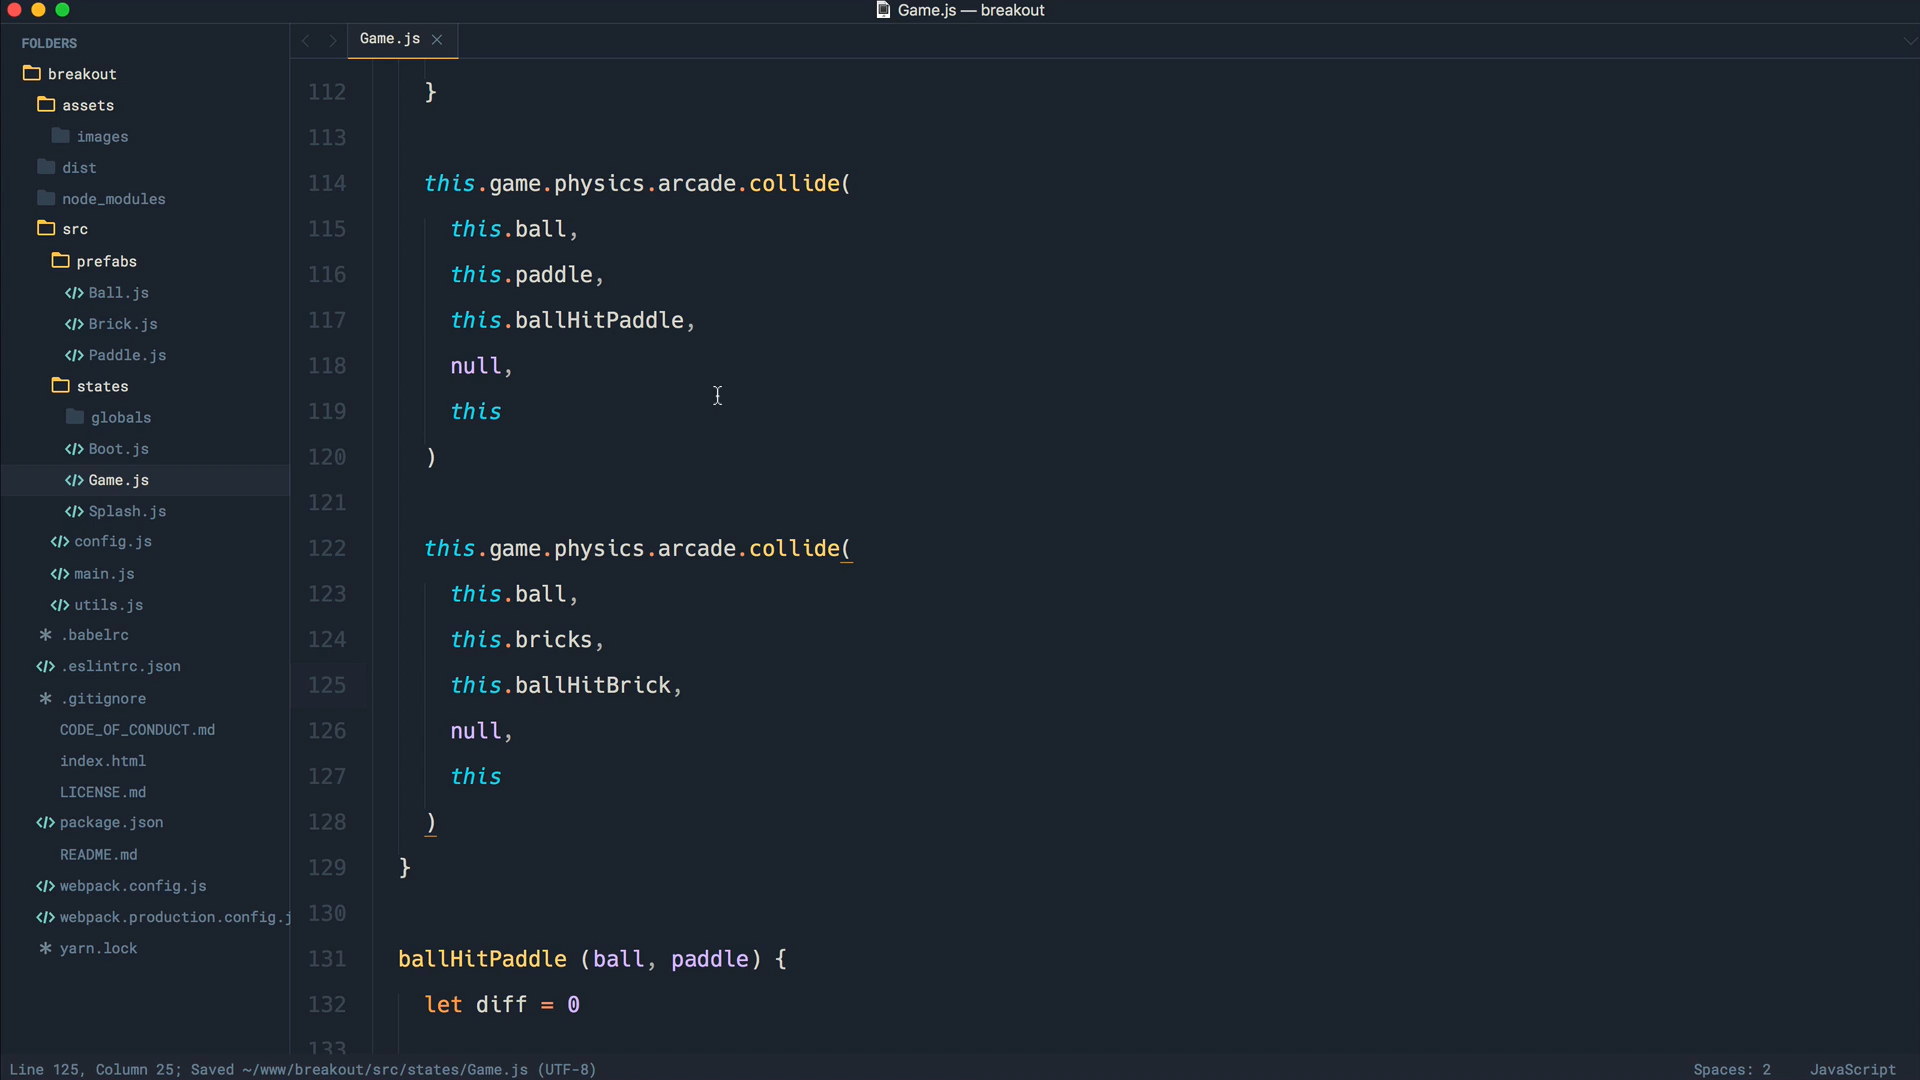 Game.js — breakout
FOLDERS
breakout
assets
images
dist
node_modules
src
prefabs
Ball.js
Brick.js
Paddle.js
states
globals
Boot.js
Game.js
Splash.js
config.js
main.js
utils.js
.babelrc
.eslintrc.json
.gitignore
CODE_OF_CONDUCT.md
index.html
LICENSE.md
package.json
README.md
webpack.config.js
webpack.production.config.j
yarn.lock
Game.js
112 }
113
114 this.game.physics.arcade.collide(
115 this.ball,
116 this.paddle,
117 this.ballHitPaddle,
118 null,
119 this
120 )
121
122 this.game.physics.arcade.collide(
123 this.ball,
124 this.bricks,
125 this.ballHitBrick,
126 null,
127 this
128 )
129 }
130
131 ballHitPaddle (ball, paddle) {
132 let diff = 0
133
Line 125, Column 25; Saved ~/www/breakout/src/states/Game.js (UTF-8)
Spaces: 2 JavaScript